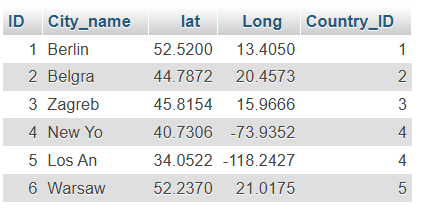 ID City_name lat Long Country_ID
1 Berlin 52.5200 13.4050 1
2 Belgra 44.7872 20.4573 2
3 Zagreb 45.8154 15.9666 3
4 New Yo 40.7306 -73.9352 4
5 Los An 34.0522 -118.2427 4
6 Warsaw 52.2370 21.0175 5